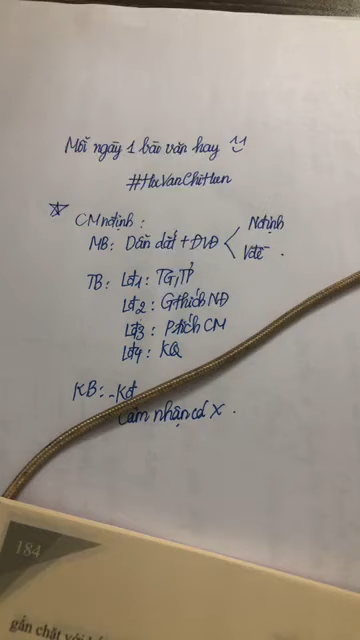 Mỗi ngày 1 bài văn hay
#HocVanChiHien
CM nđịnh :
MB: Dẫn dắt + ĐVĐ
Nđịnh
Vđề .
TB: Lđ1 : TG, TP
Lđ2 : Gthích NĐ
Lđ3 : Ptích CM
Lđ4 : KQ
KB: - Kđ
Cảm nhận cá X .
184
gắn chặt với